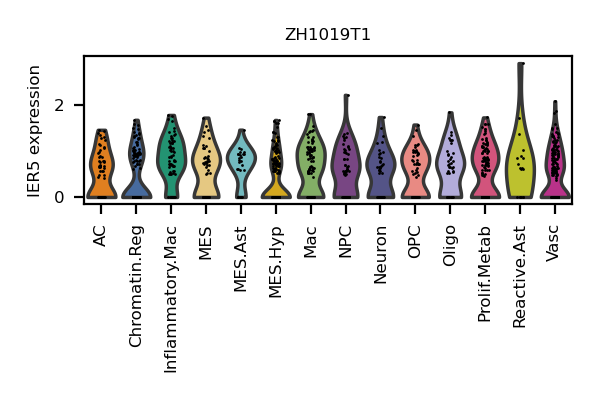 ZH1019T1
IER5 expression
2
0
AC
Chromatin.Reg
Inflammatory.Mac
MES
MES.Ast
MES.Hyp
Mac
NPC
Neuron
OPC
Oligo
Prolif.Metab
Reactive.Ast
Vasc